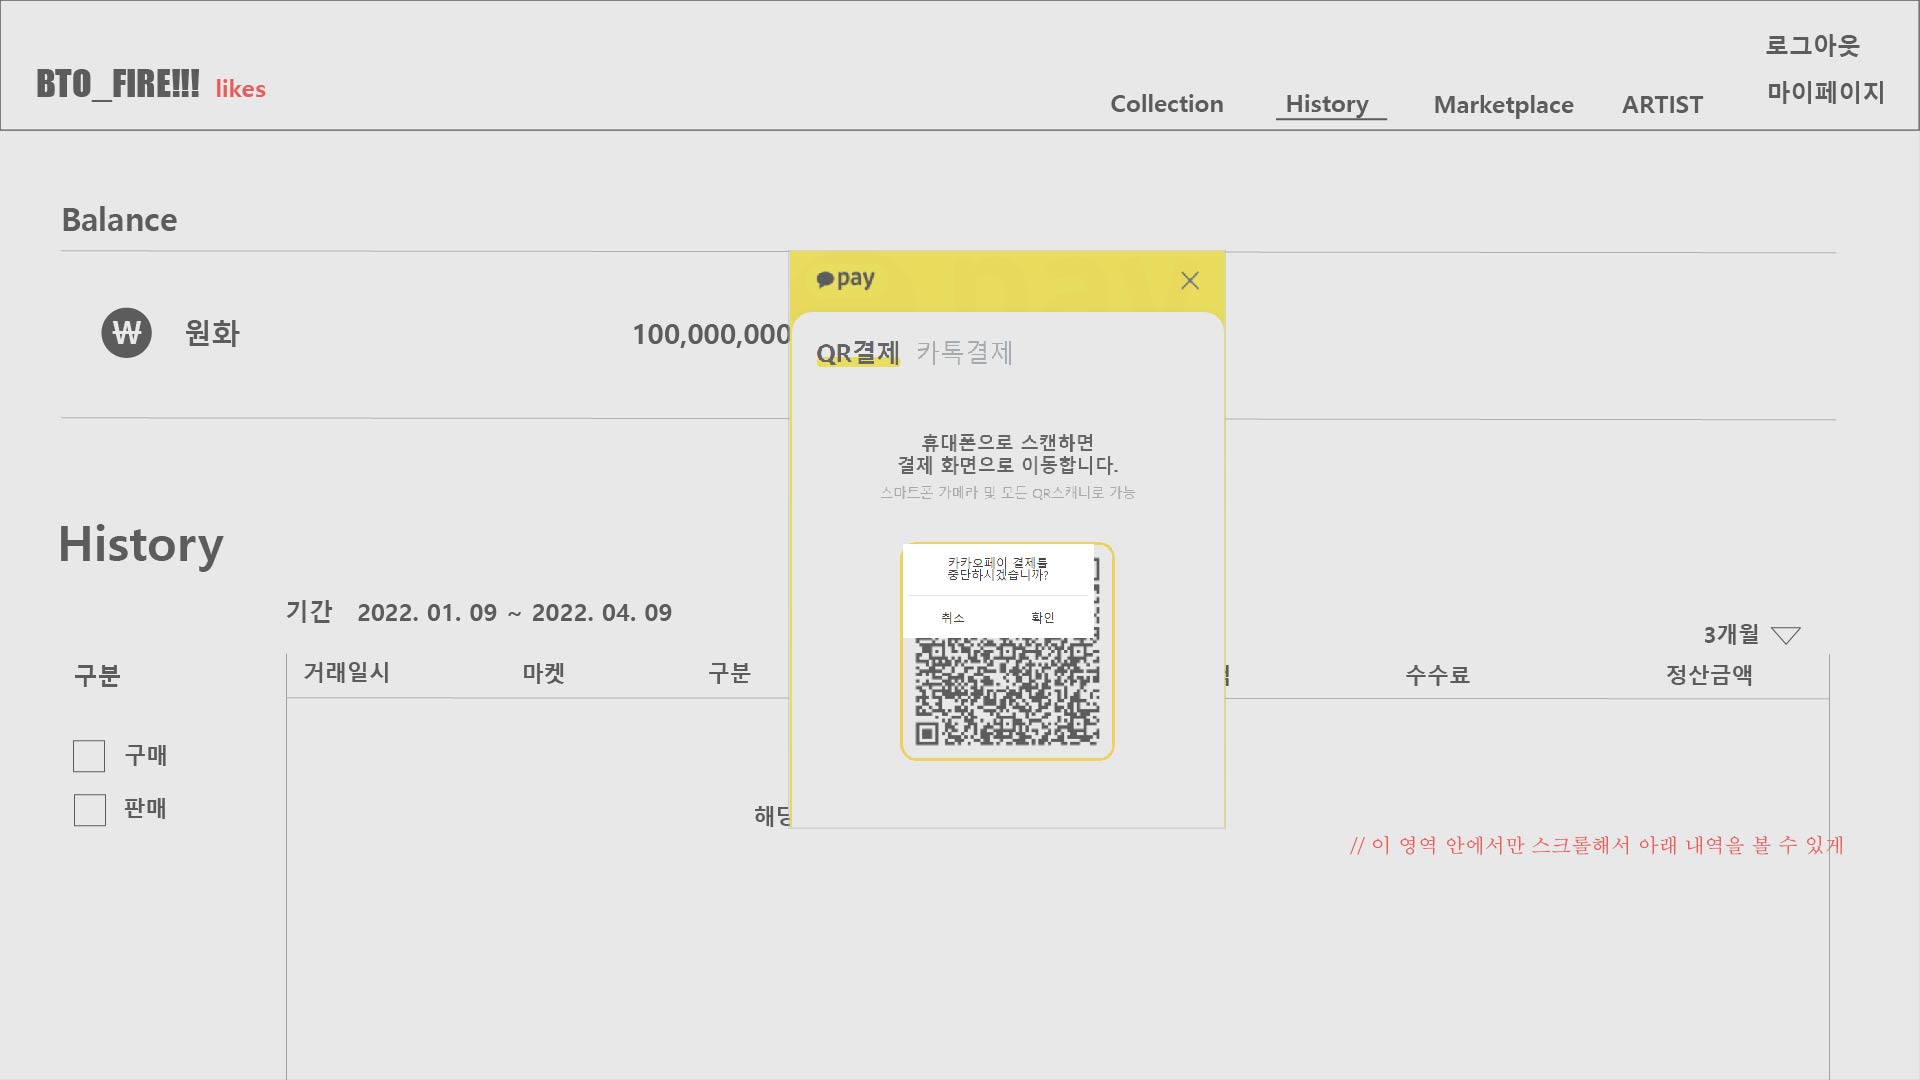 로그아웃
BTO_FIRE!!! likes
Collection History Marketplace ARTIST 마이페이지
Balance
₩ 원화 100,000,000
pay
QR결제 카톡결제
휴대폰으로 스캔하면
결제 화면으로 이동합니다.
스마트폰 카메라 및 모든 QR스캐너로 가능
카카오페이 결제를
중단하시겠습니까?
취소 확인
History
기간 2022. 01. 09 ~ 2022. 04. 09
3개월
구분 거래일시 마켓 구분 수수료 정산금액
구매
판매
해당
// 이 영역 안에서만 스크롤해서 아래 내역을 볼 수 있게